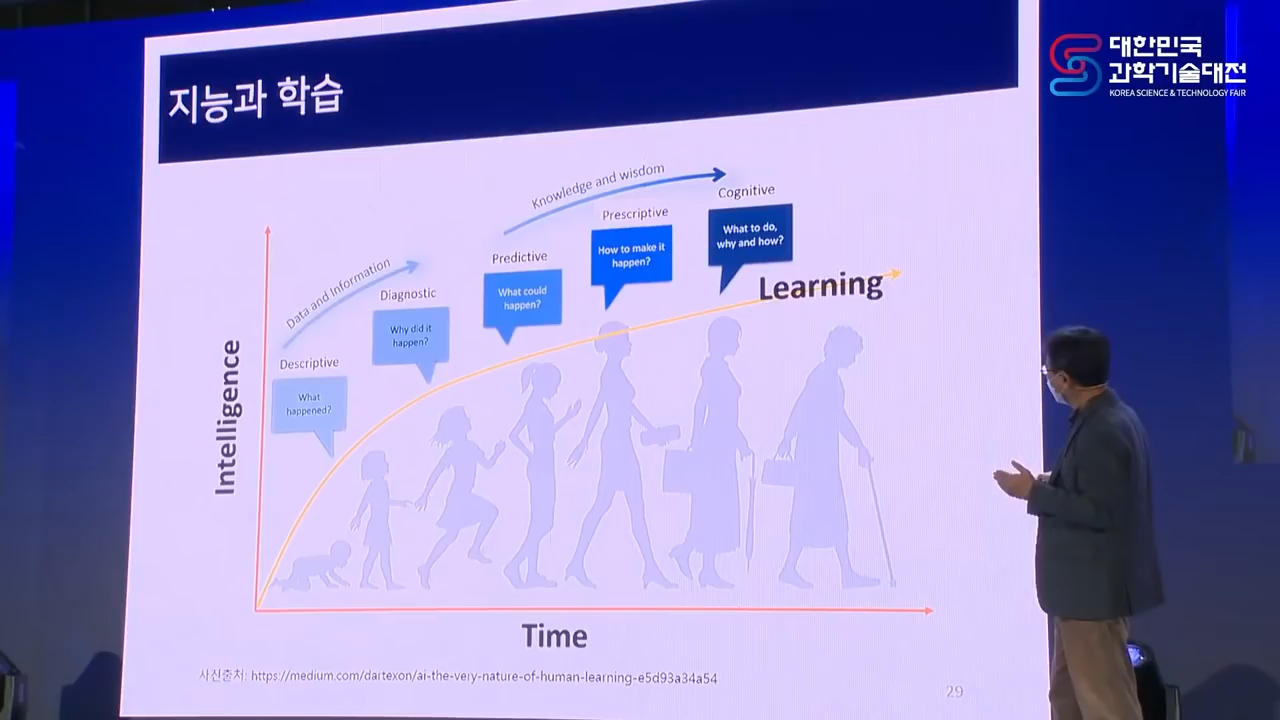 대한민국
과학기술대전
KOREA SCIENCE & TECHNOLOGY FAIR
지능과 학습
Knowledge and wisdom
Cognitive
What to do,
why and how?
Prescriptive
How to make it
happen?
Predictive
What could
happen?
Data and Information
Diagnostic
Why did it
happen?
Descriptive
What
happened?
Learning
Intelligence
Time
사진출처: https://medium.com/dartexon/ai-the-very-nature-of-human-learning-e5d93a34a54
29